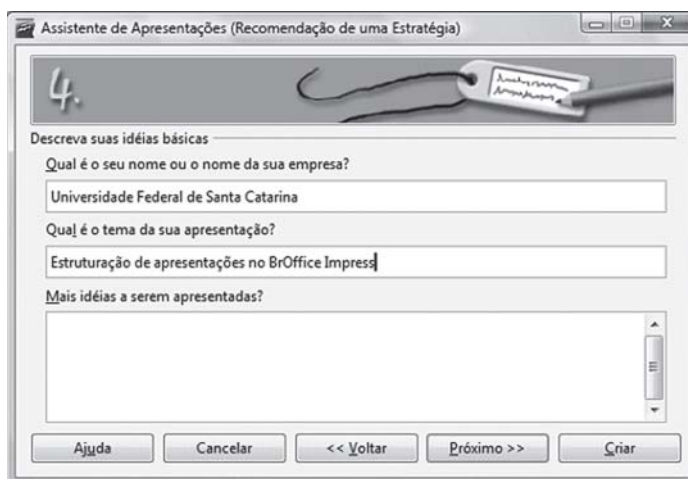 Assistente de Apresentações (Recomendação de uma Estratégia)
4.
Descreva suas idéias básicas
Qual é o seu nome ou o nome da sua empresa?
Universidade Federal de Santa Catarina
Qual é o tema da sua apresentação?
Estruturação de apresentações no BrOffice Impress
Mais idéias a serem apresentadas?
Ajuda Cancelar << Voltar Próximo >> Criar